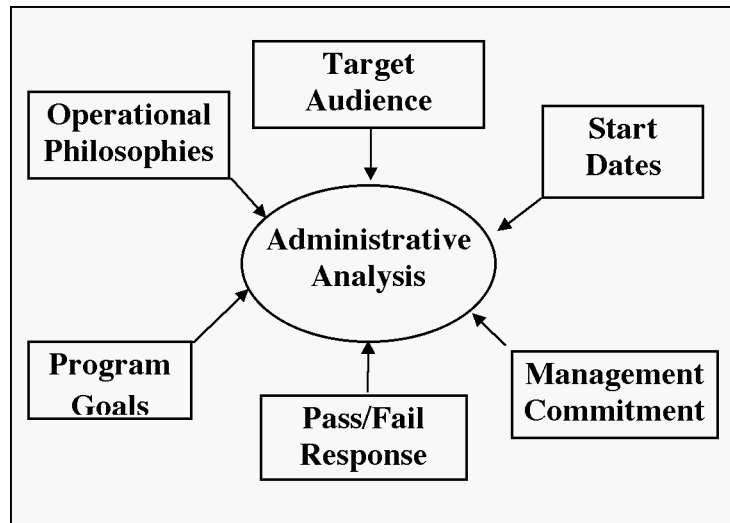 Target
Audience
Operational
Philosophies
Start
Dates
Administrative
Analysis
Program
Goals
Management
Commitment
Pass/Fail
Response